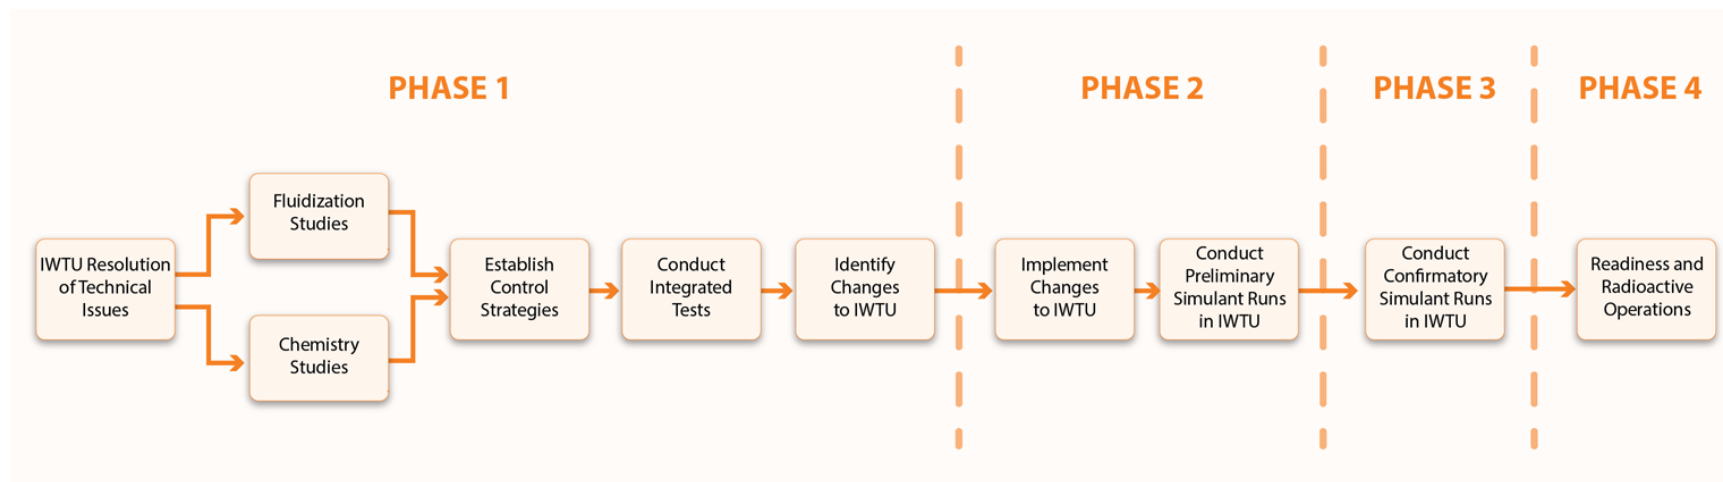 PHASE 1
PHASE 2
PHASE 3
PHASE 4
IWTU Resolution
of Technical
Issues
Fluidization
Studies
Chemistry
Studies
Establish
Control
Strategies
Conduct
Integrated
Tests
Identify
Changes
to IWTU
Implement
Changes
to IWTU
Conduct
Preliminary
Simulant Runs
in IWTU
Conduct
Confirmatory
Simulant Runs
in IWTU
Readiness and
Radioactive
Operations